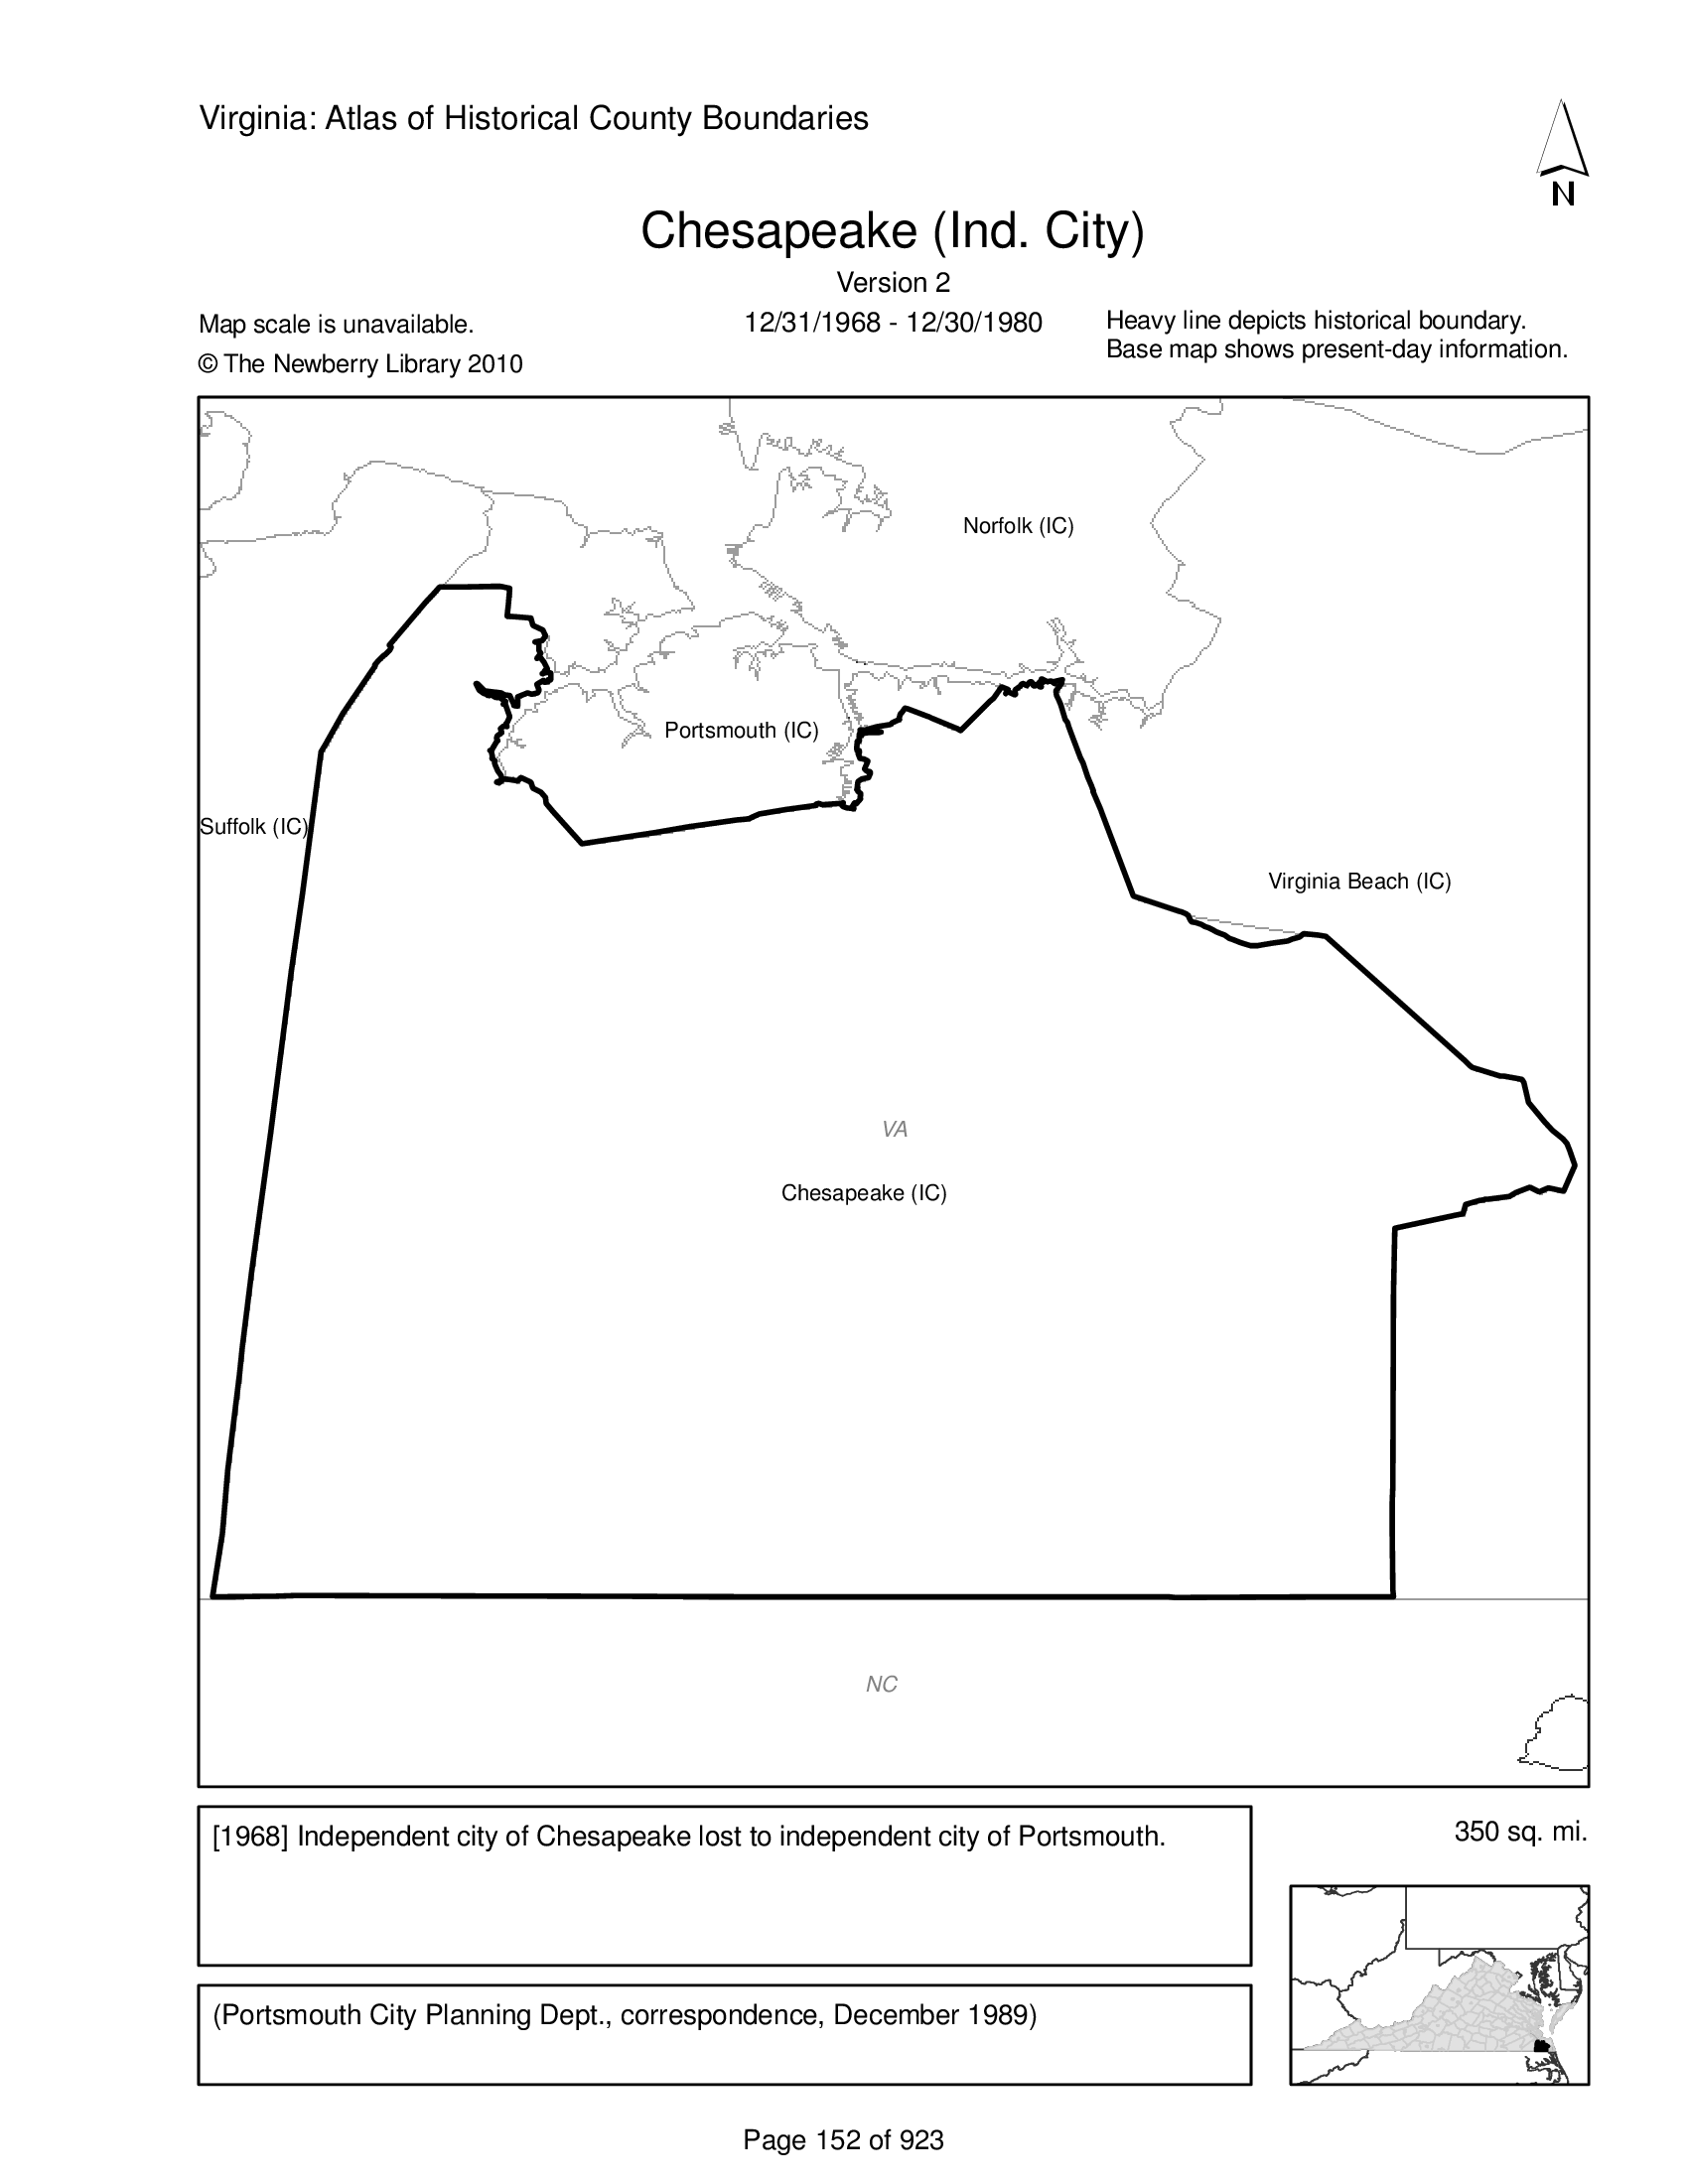 Virginia: Atlas of Historical County Boundaries
N
Chesapeake (Ind. City)
Version 2
Map scale is unavailable.
12/31/1968 - 12/30/1980
Heavy line depicts historical boundary.
Base map shows present-day information.
© The Newberry Library 2010
Norfolk (IC)
Portsmouth (IC)
Suffolk (IC)
Virginia Beach (IC)
VA
Chesapeake (IC)
NC
[1968] Independent city of Chesapeake lost to independent city of Portsmouth.
350 sq. mi.
(Portsmouth City Planning Dept., correspondence, December 1989)
Page 152 of 923